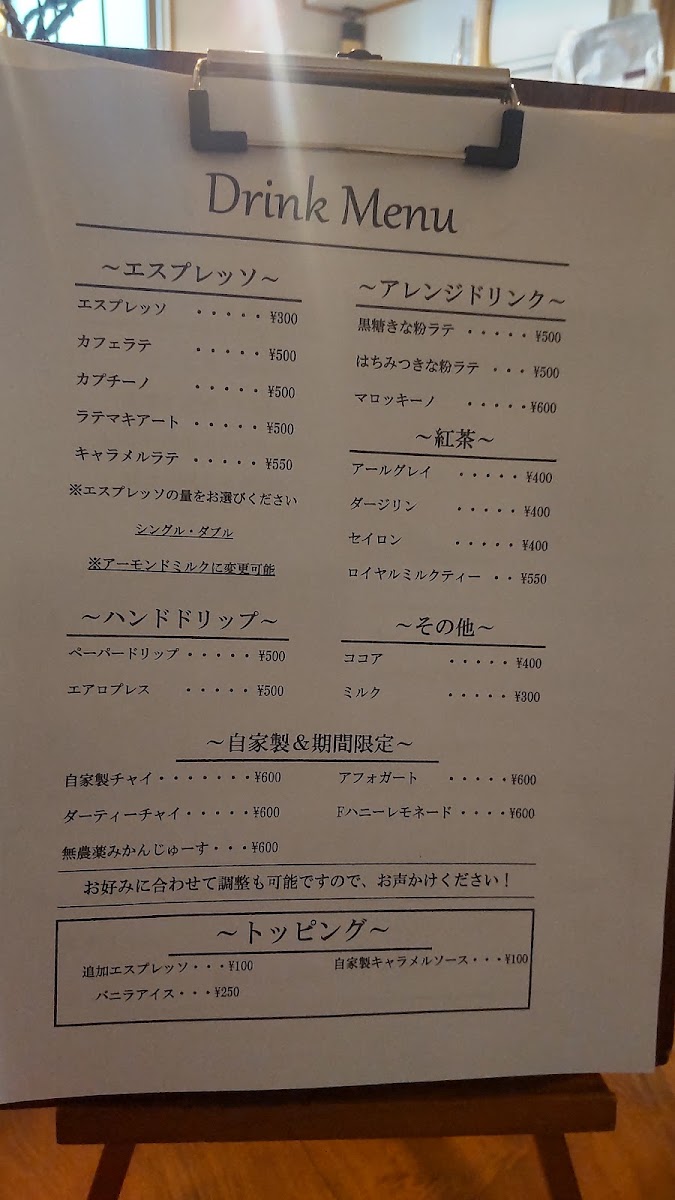 Drink Menu
～エスプレッソ～
エスプレッソ ・・・・・ ¥300
カフェラテ ・・・・・ ¥500
カプチーノ ・・・・・ ¥500
ラテマキアート ・・・・・ ¥500
キャラメルラテ ・・・・・ ¥550
※エスプレッソの量をお選びください
シングル・ダブル
※アーモンドミルクに変更可能
～ハンドドリップ～
ペーパードリップ ・・・・・ ¥500
エアロプレス ・・・・・ ¥500
～アレンジドリンク～
黒糖きな粉ラテ ・・・・・ ¥500
はちみつきな粉ラテ ・・・ ¥500
マロッキーノ ・・・・・ ¥600
～紅茶～
アールグレイ ・・・・・ ¥400
ダージリン ・・・・・ ¥400
セイロン ・・・・・ ¥400
ロイヤルミルクティー ・・ ¥550
～その他～
ココア ・・・・・ ¥400
ミルク ・・・・・ ¥300
～自家製＆期間限定～
自家製チャイ・・・・・・・¥600
ダーティーチャイ・・・・・¥600
無農薬みかんじゅーす・・・¥600
アフォガート ・・・・・¥600
Fハニーレモネード・・・・¥600
お好みに合わせて調整も可能ですので、お声かけください！
～トッピング～
追加エスプレッソ・・・¥100
自家製キャラメルソース・・・¥100
バニラアイス・・・¥250